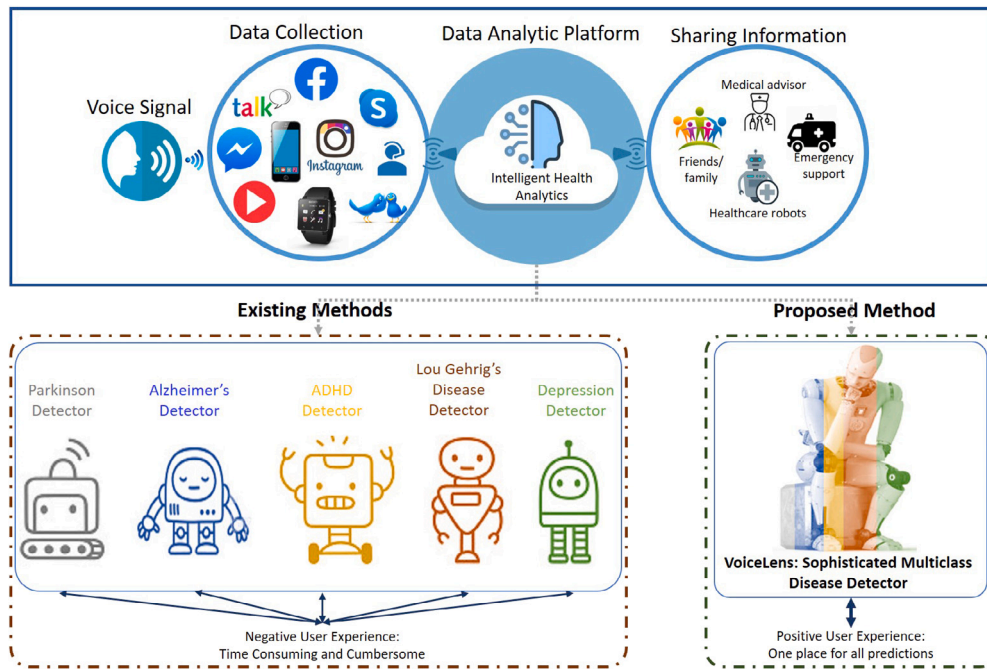 Data Collection
Data Analytic Platform
Sharing Information
Voice Signal
talk
Instagram
Intelligent Health
Analytics
Medical advisor
Friends/
family
Emergency
support
Healthcare robots
Existing Methods
Proposed Method
Parkinson
Detector
Alzheimer's
Detector
ADHD
Detector
Lou Gehrig's
Disease
Detector
Depression
Detector
VoiceLens: Sophisticated Multiclass
Disease Detector
Negative User Experience:
Time Consuming and Cumbersome
Positive User Experience:
One place for all predictions